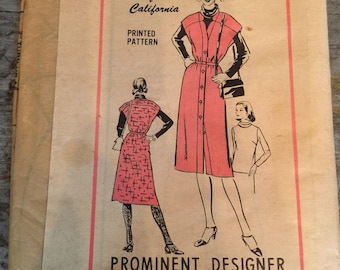 California
PRINTED
PATTERN
PROMINENT DESIGNER